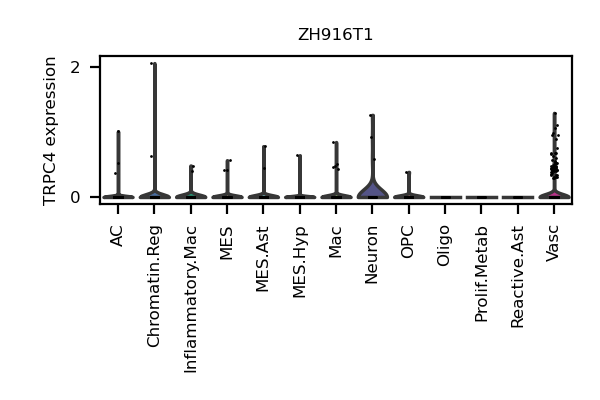 ZH916T1
TRPC4 expression
2
0
AC
Chromatin.Reg
Inflammatory.Mac
MES
MES.Ast
MES.Hyp
Mac
Neuron
OPC
Oligo
Prolif.Metab
Reactive.Ast
Vasc